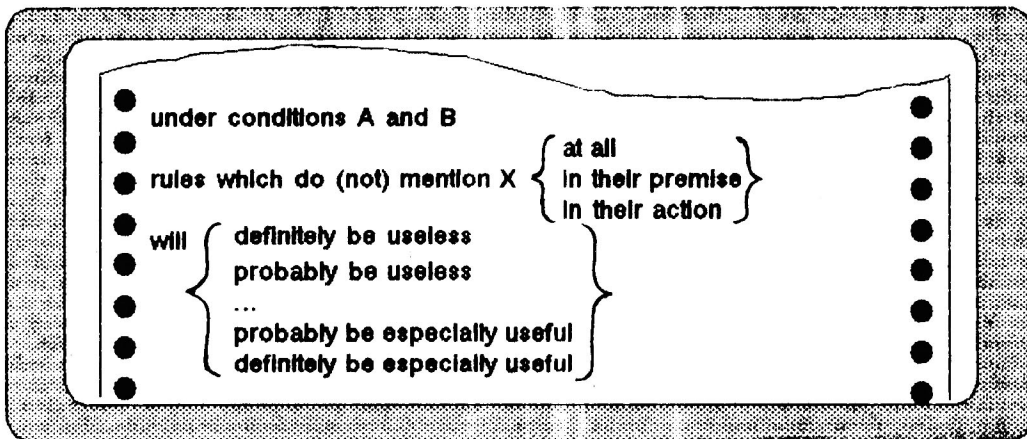 under conditions A and B
at all
rules which do (not) mention X { in their premise }
in their action
will { definitely be useless
probably be useless
...
probably be especially useful
definitely be especially useful }